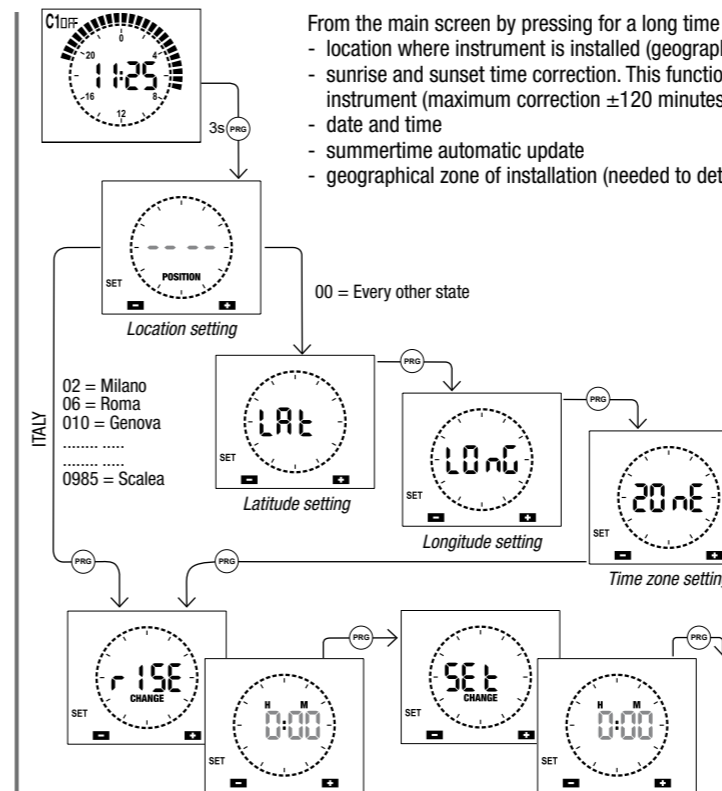 From the main screen by pressing for a long time
- location where instrument is installed (geograph
- sunrise and sunset time correction. This functio
instrument (maximum correction ±120 minutes
- date and time
- summertime automatic update
- geographical zone of installation (needed to det
C1OFF
0
20
11:25
16
8
12
3s PRG
POSITION
SET
- +
Location setting
00 = Every other state
ITALY
02 = Milano
06 = Roma
010 = Genova
........ .....
........ .....
0985 = Scalea
PRG
LAt
SET
- +
Latitude setting
PRG
LOnG
SET
- +
Longitude setting
PRG
ZOnE
SET
- +
Time zone setting
PRG
PRG
rISE
CHANGE
SET
- +
H M
0:00
SET
- +
PRG
SEt
CHANGE
SET
- +
H M
0:00
SET
- +
PRG